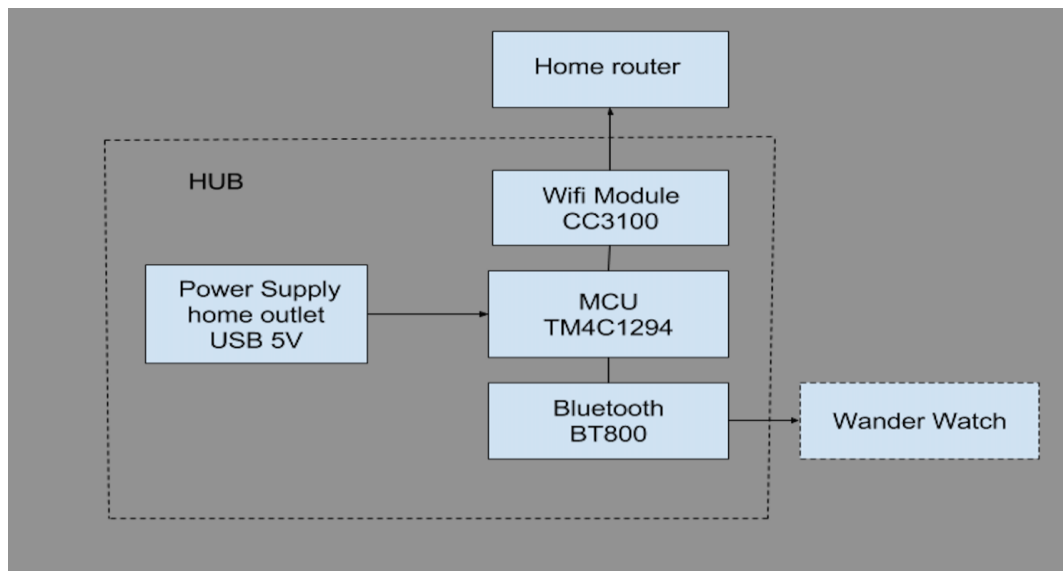 Home router
HUB
Wifi Module
CC3100
Power Supply
home outlet
USB 5V
MCU
TM4C1294
Bluetooth
BT800
Wander Watch